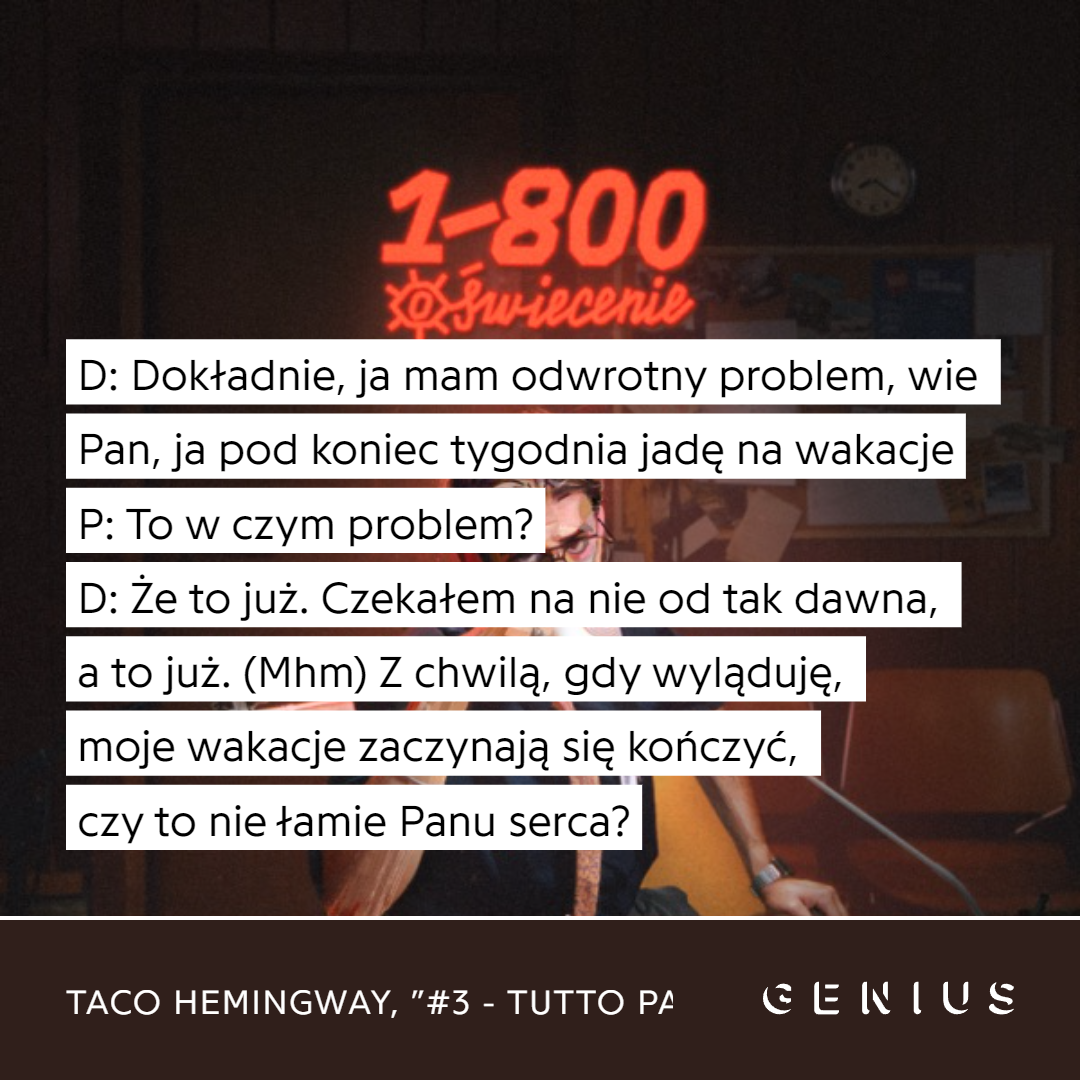 1-800
Oświecenie
D: Dokładnie, ja mam odwrotny problem, wie
Pan, ja pod koniec tygodnia jadę na wakacje
P: To w czym problem?
D: Że to już. Czekałem na nie od tak dawna,
a to już. (Mhm) Z chwilą, gdy wyląduję,
moje wakacje zaczynają się kończyć,
czy to nie łamie Panu serca?
TACO HEMINGWAY, "#3 - TUTTO PA
GENIUS